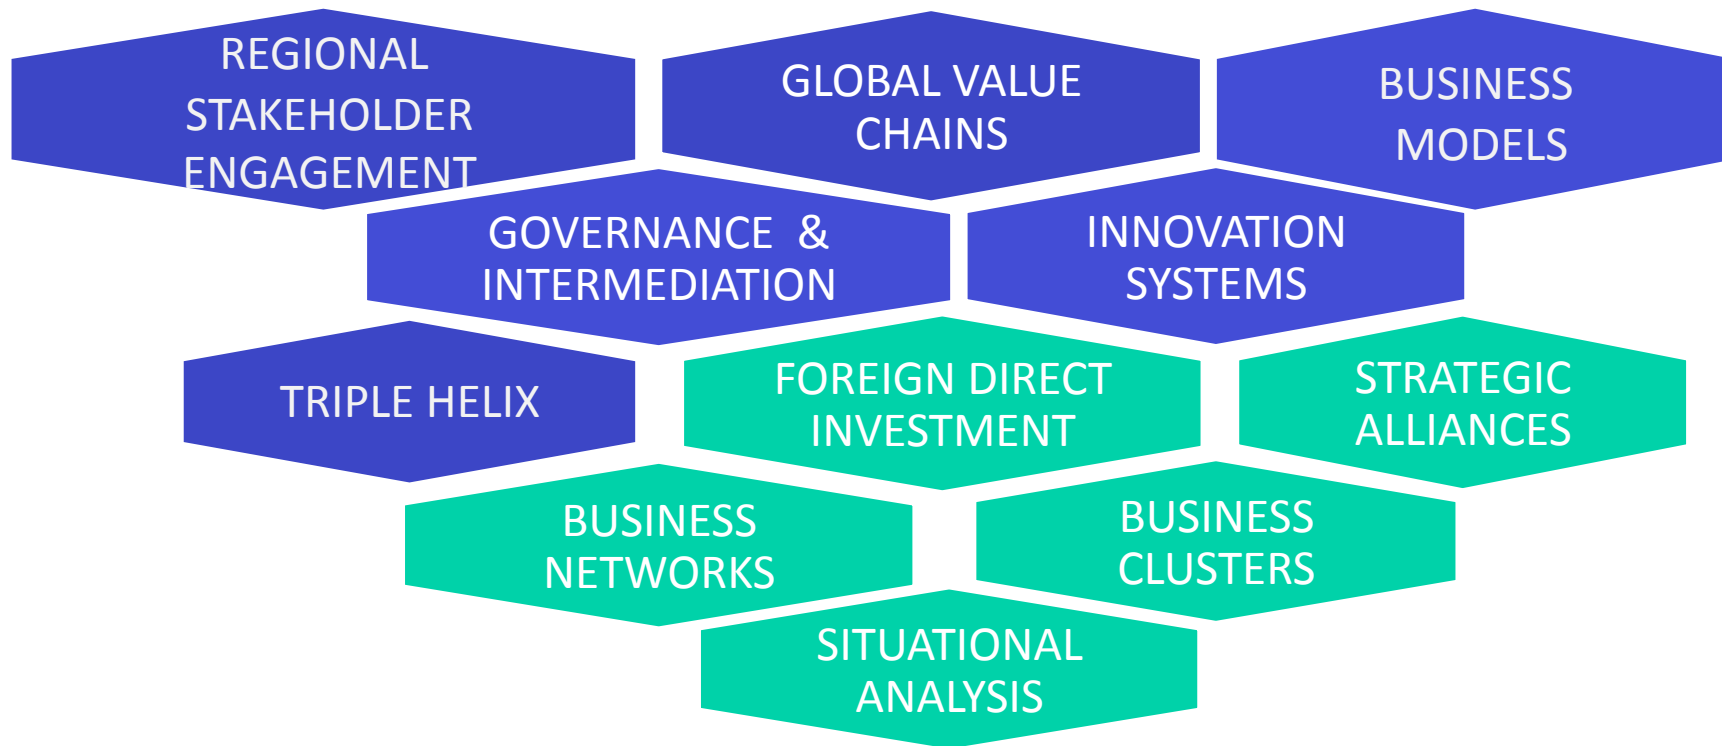 REGIONAL
STAKEHOLDER
ENGAGEMENT
GLOBAL VALUE
CHAINS
BUSINESS
MODELS
GOVERNANCE  &
INTERMEDIATION
INNOVATION
SYSTEMS
TRIPLE HELIX
FOREIGN DIRECT
INVESTMENT
STRATEGIC
ALLIANCES
BUSINESS
NETWORKS
BUSINESS
CLUSTERS
SITUATIONAL
ANALYSIS